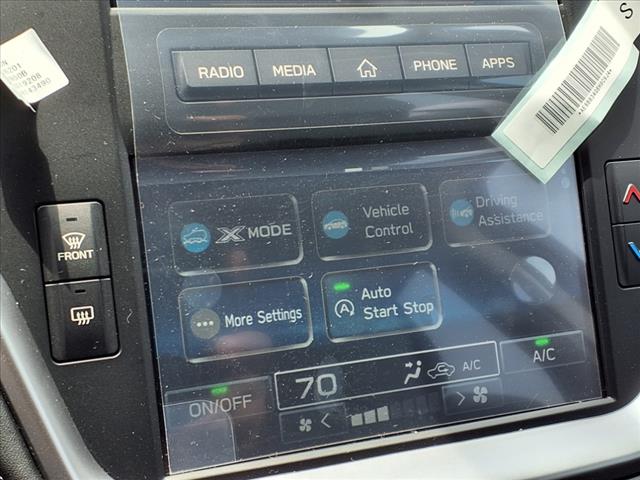 RADIO MEDIA PHONE APPS
S
FRONT
X MODE
Vehicle
Control
Driving
Assistance
More Settings
Auto
Start Stop
70
A/C
A/C
ON/OFF